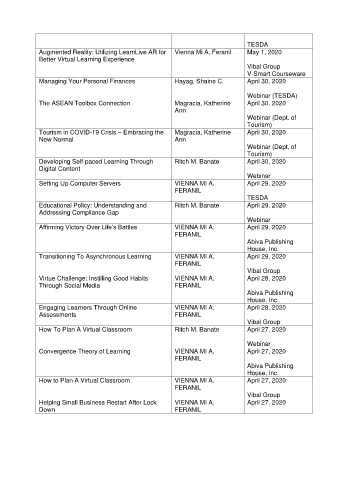 TESDA
Augmented Reality: Utilizing LearnLive AR for Better Virtual Learning Experience
Vienna Mi A. Feranil
May 1, 2020
Vibal Group
V-Smart Courseware
Managing Your Personal Finances
Hayag, Shaine C.
April 30, 2020
Webinar (TESDA)
The ASEAN Toolbox Connection
Magracia, Katherine Ann
April 30, 2020
Webinar (Dept. of Tourism)
Tourism in COVID-19 Crisis – Embracing the New Normal
Magracia, Katherine Ann
April 30, 2020
Webinar (Dept. of Tourism)
Developing Self-paced Learning Through Digital Content
Ritch M. Banate
April 30, 2020
Webinar
Setting Up Computer Servers
VIENNA MI A. FERANIL
April 29, 2020
TESDA
Educational Policy: Understanding and Addressing Compliance Gap
Ritch M. Banate
April 29, 2020
Webinar
Affirming Victory Over Life's Battles
VIENNA MI A. FERANIL
April 29, 2020
Abiva Publishing House, Inc.
Transitioning To Asynchronous Learning
VIENNA MI A. FERANIL
April 29, 2020
Vibal Group
Virtue Challenge: Instilling Good Habits Through Social Media
VIENNA MI A. FERANIL
April 28, 2020
Abiva Publishing House, Inc.
Engaging Learners Through Online Assessments
VIENNA MI A. FERANIL
April 28, 2020
Vibal Group
How To Plan A Virtual Classroom
Ritch M. Banate
April 27, 2020
Webinar
Convergence Theory of Learning
VIENNA MI A. FERANIL
April 27, 2020
Abiva Publishing House, Inc.
How to Plan A Virtual Classroom
VIENNA MI A. FERANIL
April 27, 2020
Vibal Group
Helping Small Business Restart After Lock Down
VIENNA MI A. FERANIL
April 27, 2020